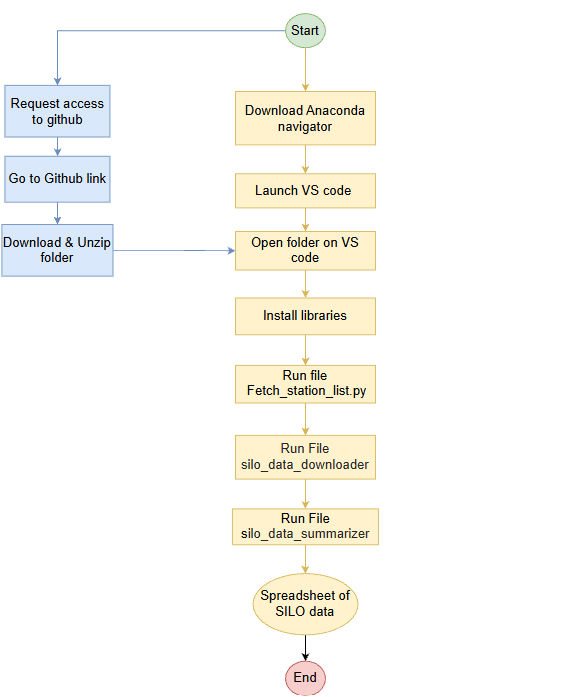 Start
Request access
to github
Go to Github link
Download & Unzip
folder
Download Anaconda
navigator
Launch VS code
Open folder on VS
code
Install libraries
Run file
Fetch_station_list.py
Run File
silo_data_downloader
Run File
silo_data_summarizer
Spreadsheet of
SILO data
End